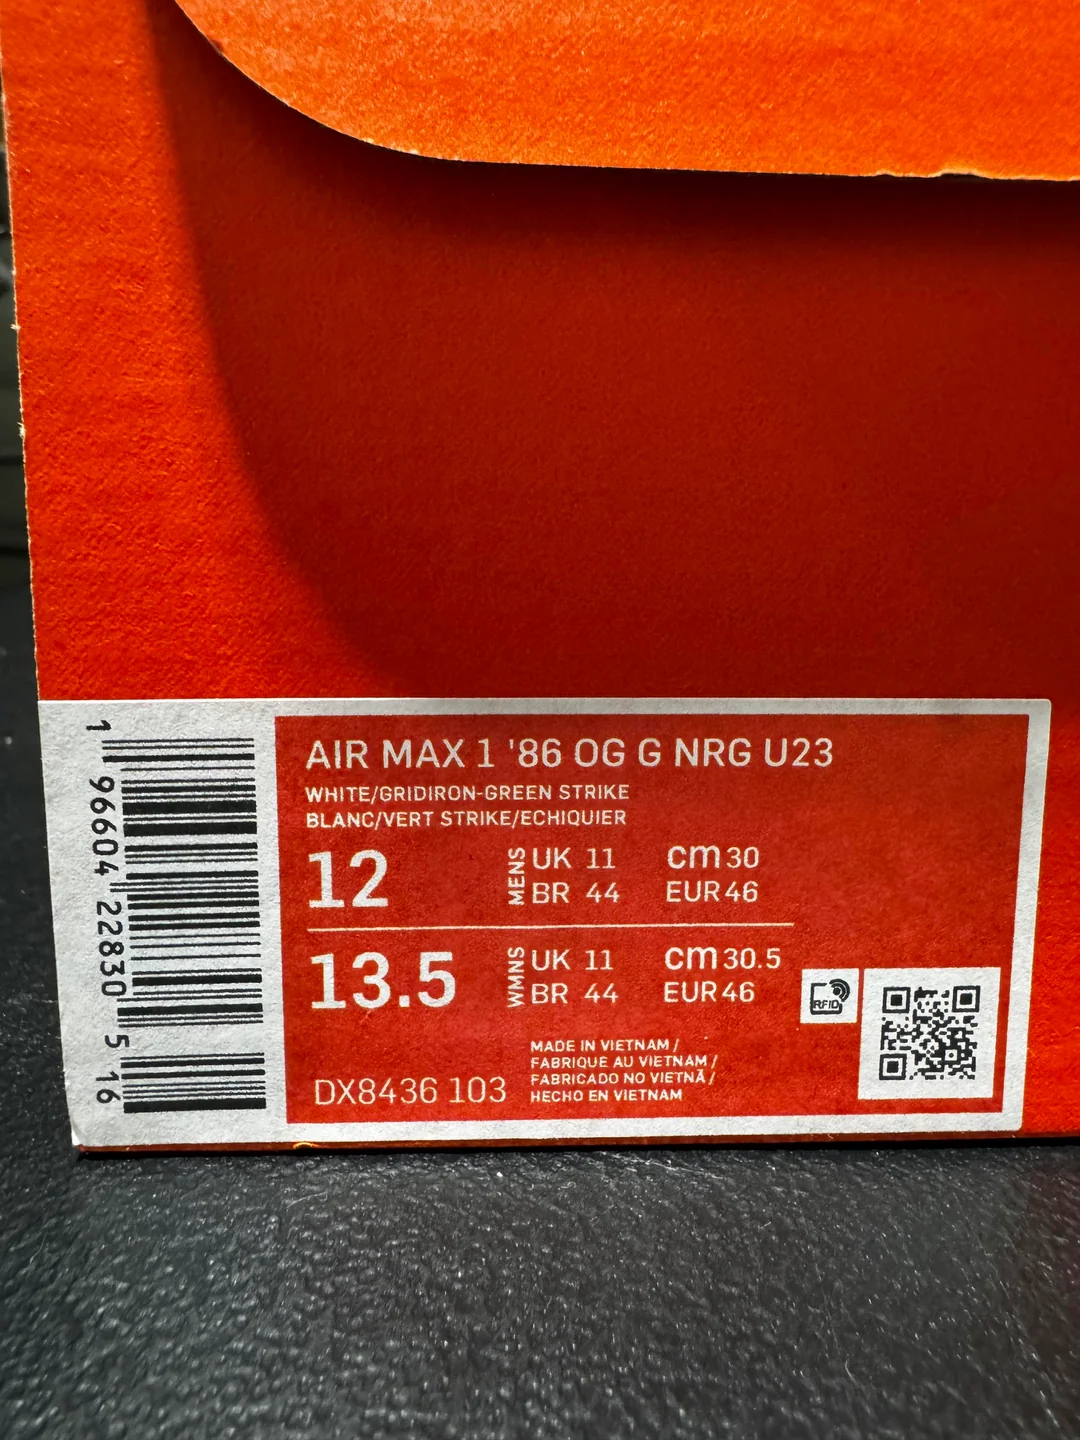 AIR MAX 1 '86 OG G NRG U23
WHITE/GRIDIRON-GREEN STRIKE
BLANC/VERT STRIKE/ECHIQUIER
12
MENS
UK 11
cm 30
BR 44
EUR 46
13.5
WMNS
UK 11
cm 30.5
BR 44
EUR 46
RFID
MADE IN VIETNAM /
FABRIQUE AU VIETNAM /
FABRICADO NO VIETNÃ /
HECHO EN VIETNAM
DX8436 103
1 96604 22830 5 16